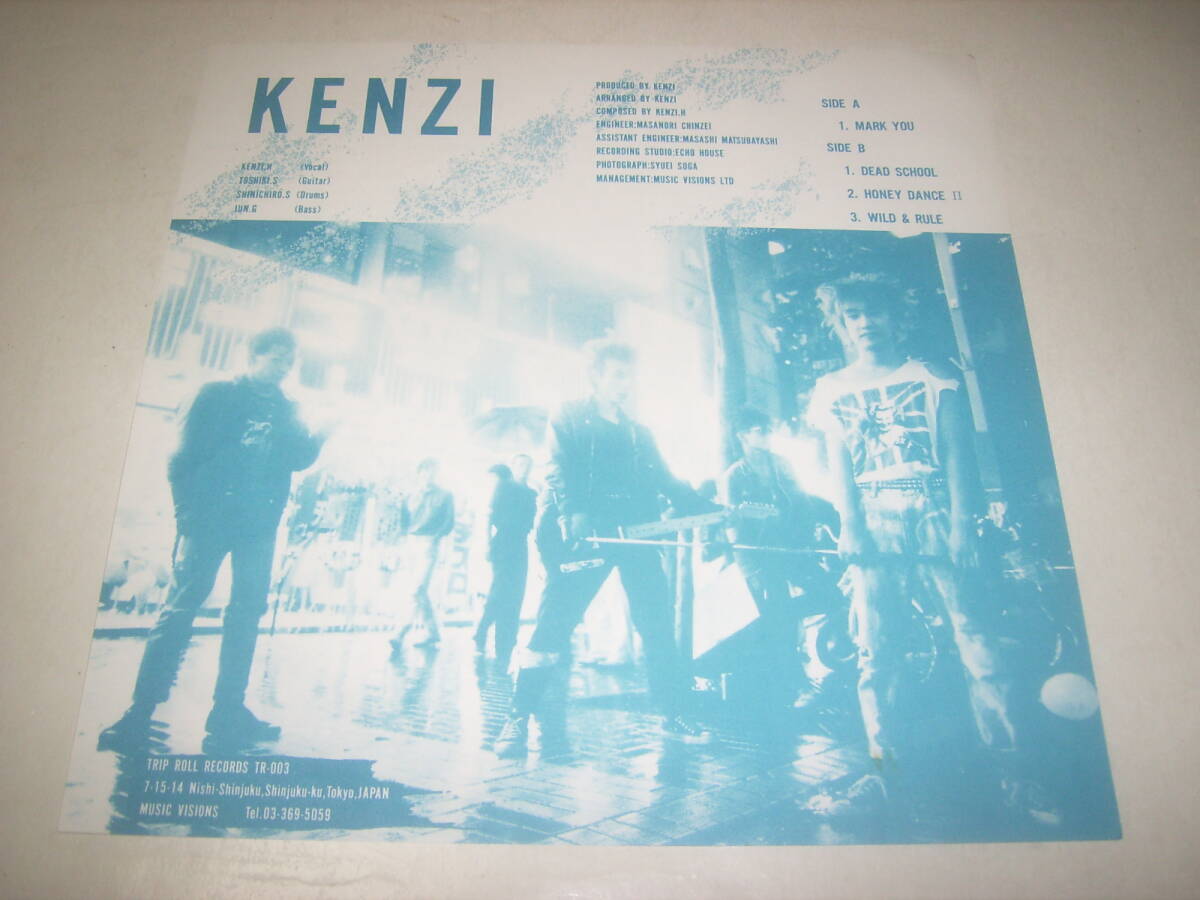 KENZI
KENZI.H (Vocal)
TOSHIKI.S (Guitar)
SHINICHIRO.S (Drums)
JUN.G (Bass)
PRODUCED BY KENZI
ARRANGED BY KENZI
COMPOSED BY KENZI.H
ENGINEER:MASANORI CHINZEI
ASSISTANT ENGINEER:MASASHI MATSUBAYASHI
RECORDING STUDIO:ECHO HOUSE
PHOTOGRAPH:SYUEI SOGA
MANAGEMENT:MUSIC VISIONS LTD
SIDE A
1. MARK YOU
SIDE B
1. DEAD SCHOOL
2. HONEY DANCE II
3. WILD & RULE
TRIP ROLL RECORDS TR-003
7-15-14 Nishi-Shinjuku,Shinjuku-ku,Tokyo,JAPAN
MUSIC VISIONS Tel.03-369-5059